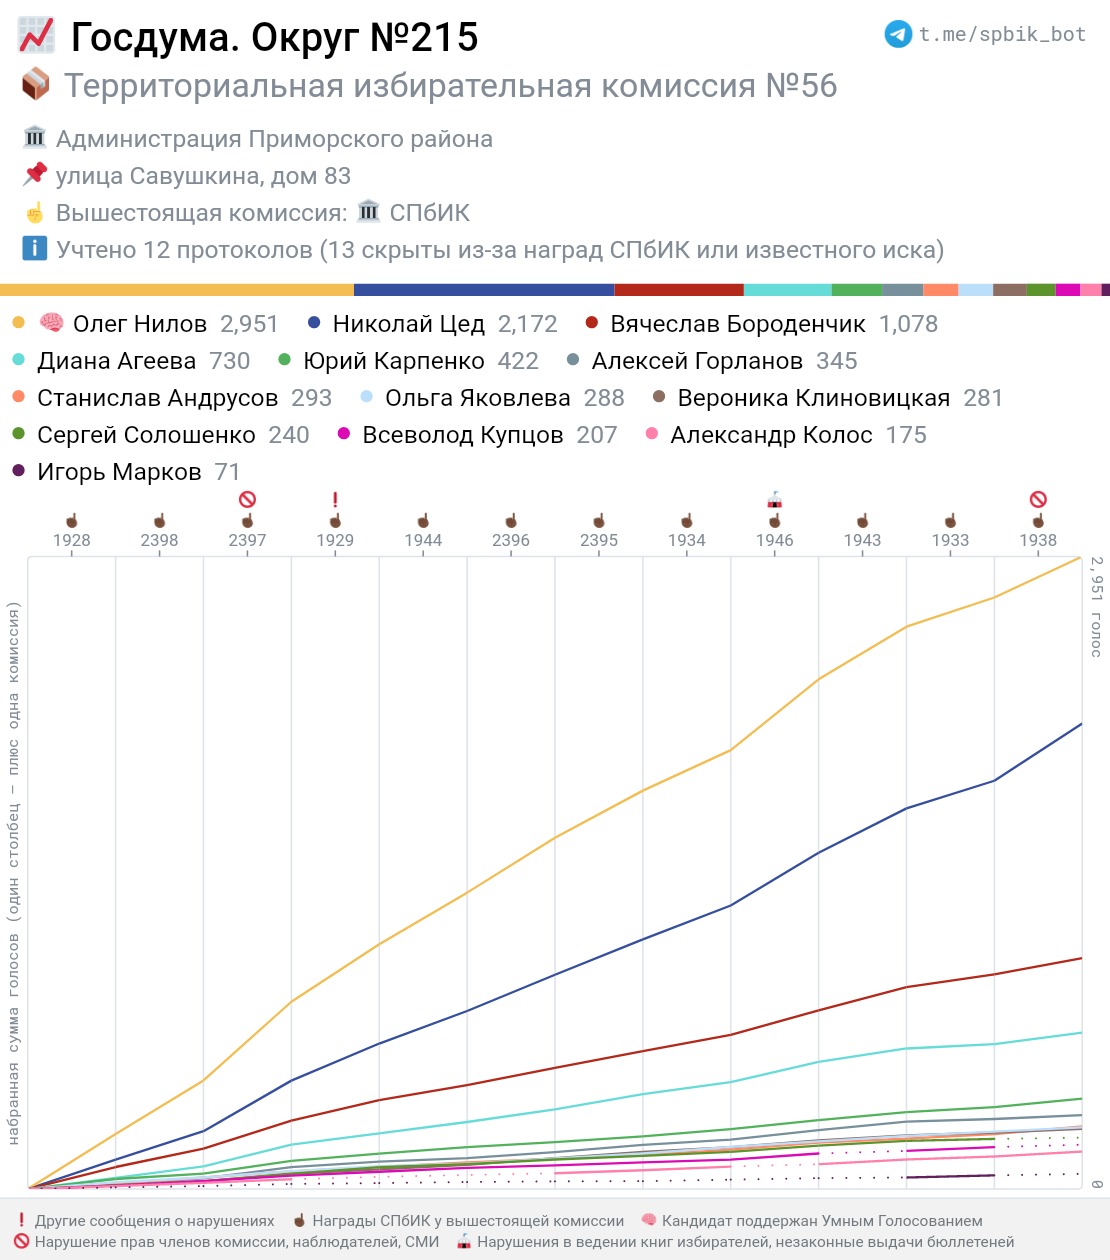 Госдума. Округ №215
t.me/spbik_bot
Территориальная избирательная комиссия №56
Администрация Приморского района
улица Савушкина, дом 83
Вышестоящая комиссия: СПбИК
Учтено 12 протоколов (13 скрыты из-за наград СПбИК или известного иска)
Олег Нилов 2,951 Николай Цед 2,172 Вячеслав Бороденчик 1,078
Диана Агеева 730 Юрий Карпенко 422 Алексей Горланов 345
Станислав Андрусов 293 Ольга Яковлева 288 Вероника Клиновицкая 281
Сергей Солошенко 240 Всеволод Купцов 207 Александр Колос 175
Игорь Марков 71
1928 2398 2397 1929 1944 2396 2395 1934 1946 1943 1933 1938
набранная сумма голосов (один столбец – плюс одна комиссия)
2,951 голос
0
Другие сообщения о нарушениях Награды СПбИК у вышестоящей комиссии Кандидат поддержан Умным Голосованием
Нарушение прав членов комиссии, наблюдателей, СМИ Нарушения в ведении книг избирателей, незаконные выдачи бюллетеней